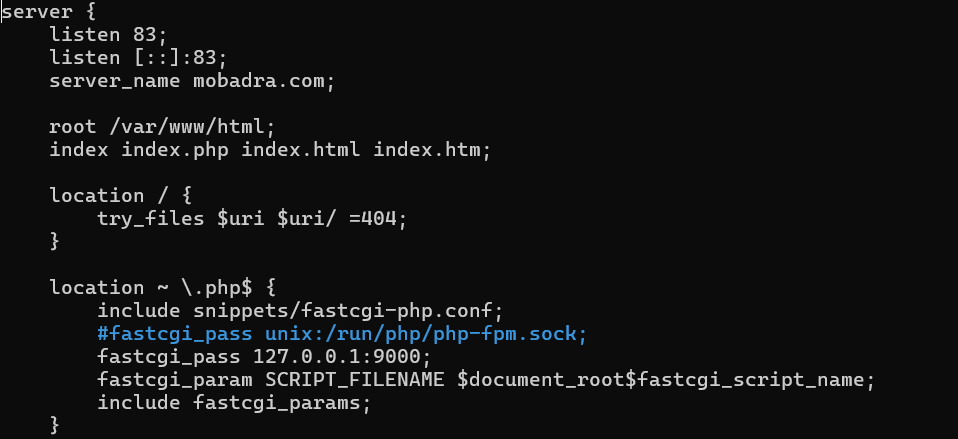 server {
    listen 83;
    listen [::]:83;
    server_name mobadra.com;

    root /var/www/html;
    index index.php index.html index.htm;

    location / {
        try_files $uri $uri/ =404;
    }

    location ~ \.php$ {
        include snippets/fastcgi-php.conf;
        #fastcgi_pass unix:/run/php/php-fpm.sock;
        fastcgi_pass 127.0.0.1:9000;
        fastcgi_param SCRIPT_FILENAME $document_root$fastcgi_script_name;
        include fastcgi_params;
    }